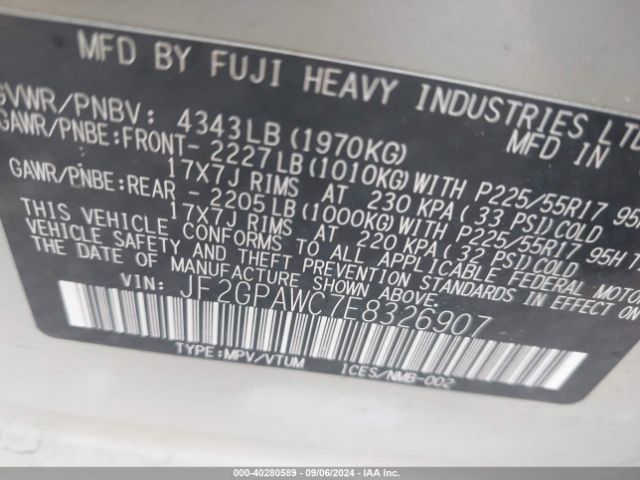 MFD BY FUJI HEAVY INDUSTRIES LTD
GVWR/PNBV: 4343LB (1970KG) MFD IN
GAWR/PNBE:FRONT- 2227LB (1010KG) WITH P225/55R17 95H
17X7J RIMS AT 230 KPA (33 PSI) COLD
GAWR/PNBE:REAR - 2205LB (1000KG) WITH P225/55R17 95H
17X7J RIMS AT 220 KPA (32 PSI) COLD
THIS VEHICLE CONFORMS TO ALL APPLICABLE FEDERAL MOTOR
VEHICLE SAFETY AND THEFT PREVENTION STANDARDS IN EFFECT ON
THE DATE OF MANUFACTURE SHOWN ABOVE.
VIN: JF2GPAWC7E8326907
TYPE:MPV/VTUM ICES/NMB-002
000-40280589 - 09/06/2024 - IAAI.com